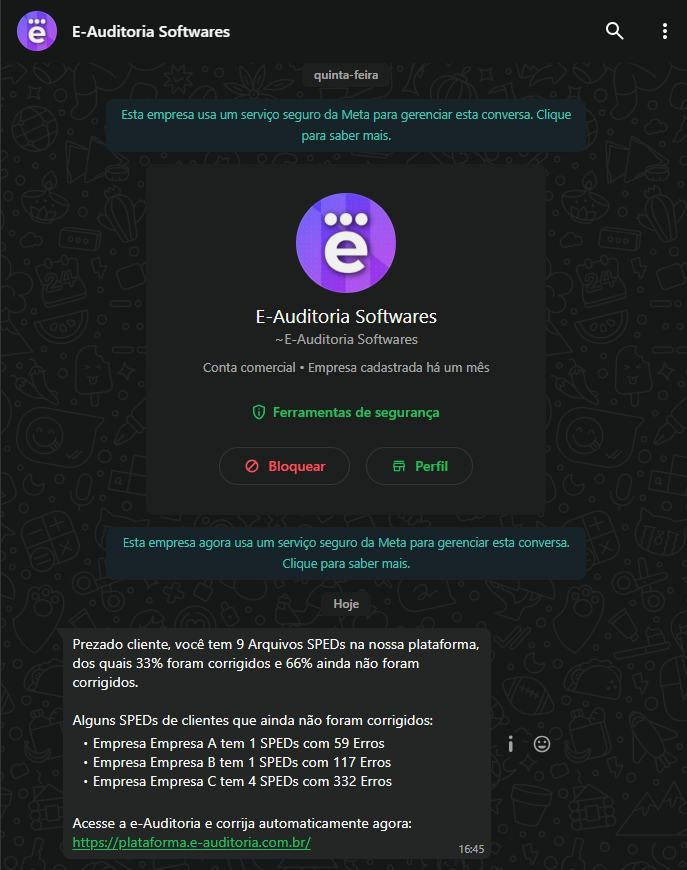 E-Auditoria Softwares
quinta-feira
Esta empresa usa um serviço seguro da Meta para gerenciar esta conversa. Clique
para saber mais.
ë
E-Auditoria Softwares
~E-Auditoria Softwares
Conta comercial • Empresa cadastrada há um mês
Ferramentas de segurança
Bloquear
Perfil
Esta empresa agora usa um serviço seguro da Meta para gerenciar esta conversa.
Clique para saber mais.
Hoje
Prezado cliente, você tem 9 Arquivos SPEDs na nossa plataforma,
dos quais 33% foram corrigidos e 66% ainda não foram
corrigidos.
Alguns SPEDs de clientes que ainda não foram corrigidos:
• Empresa Empresa A tem 1 SPEDs com 59 Erros
• Empresa Empresa B tem 1 SPEDs com 117 Erros
• Empresa Empresa C tem 4 SPEDs com 332 Erros
Acesse a e-Auditoria e corrija automaticamente agora:
https://plataforma.e-auditoria.com.br/
16:45